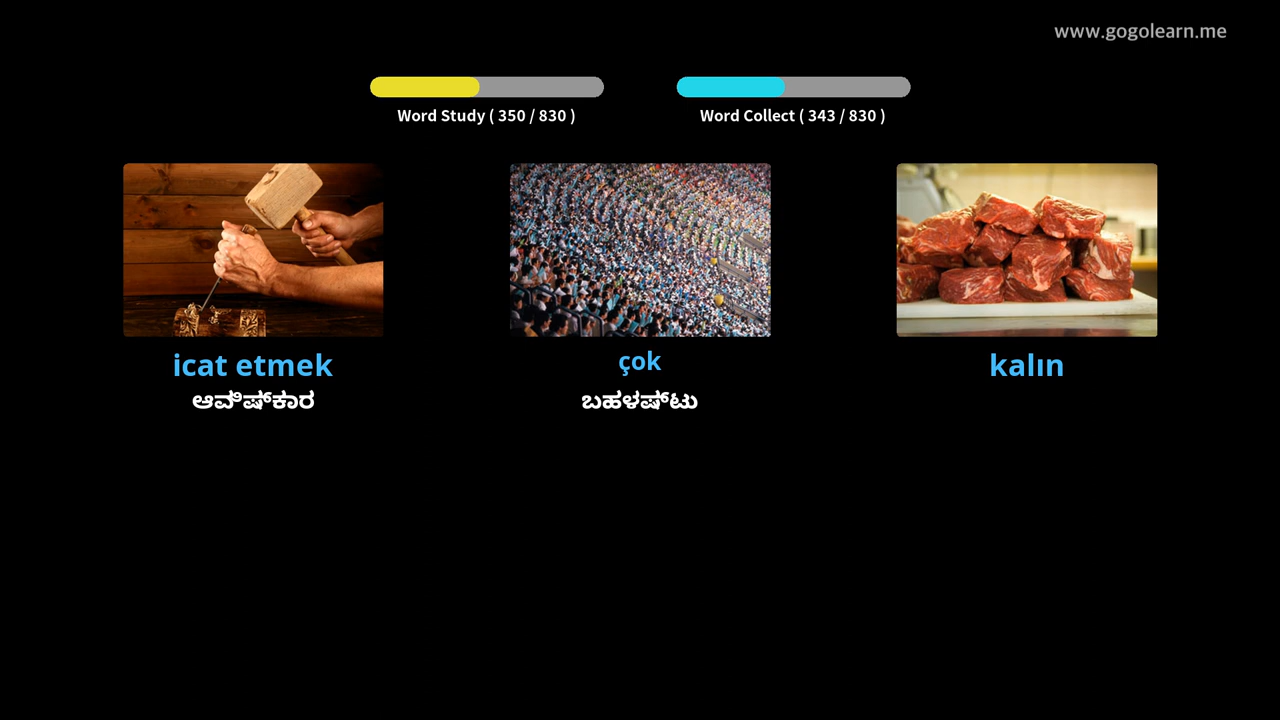 www.gogolearn.me
Word Study ( 350 / 830 )
Word Collect ( 343 / 830 )
icat etmek
ಆವಿಷ್ಕಾರ
çok
ಬಹಳಷ್ಟು
kalın